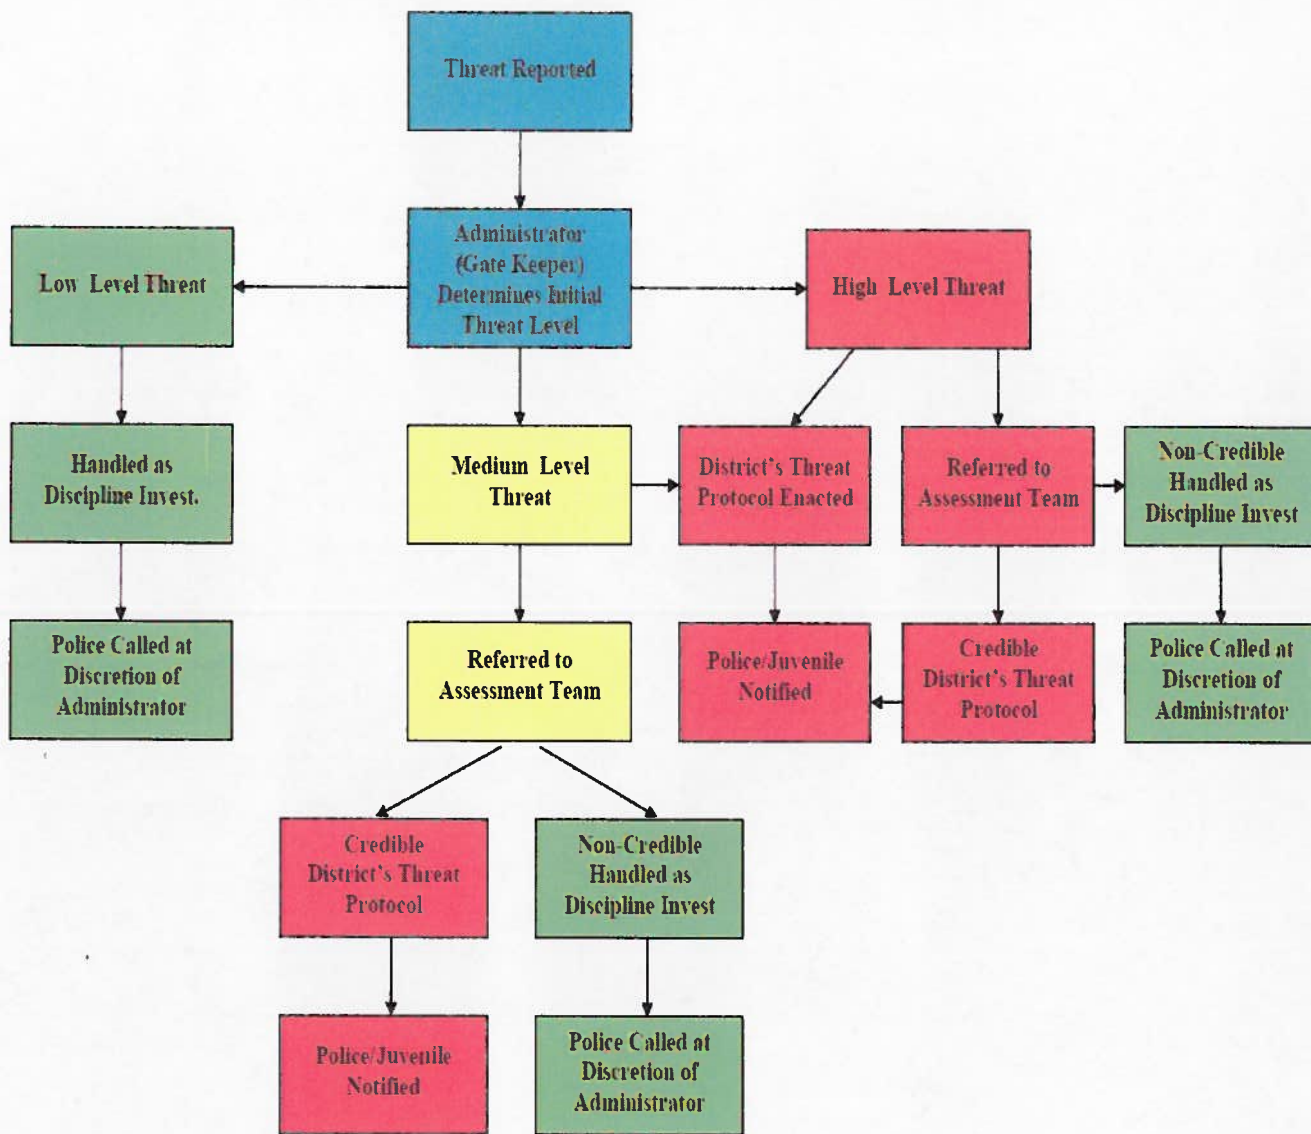 Threat Reported
Administrator
(Gate Keeper)
Determines Initial
Threat Level
Low Level Threat
High Level Threat
Handled as
Discipline Invest.
Medium Level
Threat
District's Threat
Protocol Enacted
Referred to
Assessment Team
Non-Credible
Handled as
Discipline Invest
Police Called at
Discretion of
Administrator
Referred to
Assessment Team
Police/Juvenile
Notified
Credible
District's Threat
Protocol
Police Called at
Discretion of
Administrator
Credible
District's Threat
Protocol
Non-Credible
Handled as
Discipline Invest
Police/Juvenile
Notified
Police Called at
Discretion of
Administrator